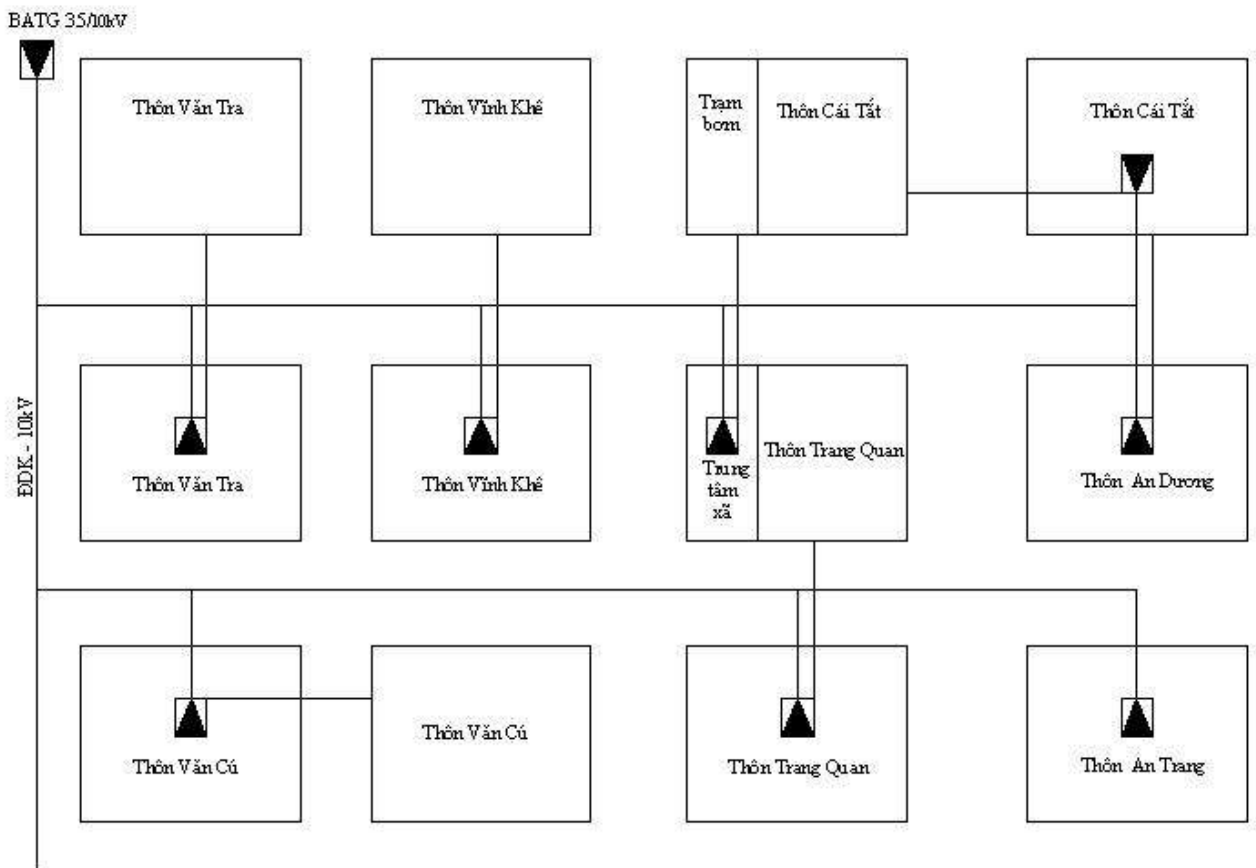 BATG 35/10kV
Thôn Văn Tra
Thôn Vĩnh Khê
Trạm
bơm
Thôn Cái Tắt
Thôn Cái Tắt
ĐDK - 10kV
Thôn Văn Tra
Thôn Vĩnh Khê
Trung
tâm
xã
Thôn Trang Quan
Thôn An Dương
Thôn Văn Cú
Thôn Văn Cú
Thôn Trang Quan
Thôn An Trang